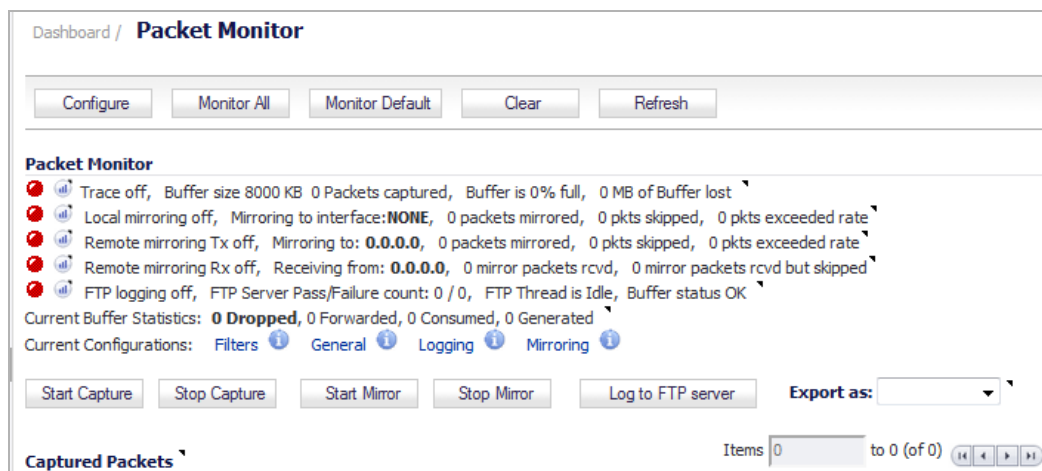 Dashboard / Packet Monitor
Configure Monitor All Monitor Default Clear Refresh
Packet Monitor
Trace off, Buffer size 8000 KB 0 Packets captured, Buffer is 0% full, 0 MB of Buffer lost
Local mirroring off, Mirroring to interface:NONE, 0 packets mirrored, 0 pkts skipped, 0 pkts exceeded rate
Remote mirroring Tx off, Mirroring to: 0.0.0.0, 0 packets mirrored, 0 pkts skipped, 0 pkts exceeded rate
Remote mirroring Rx off, Receiving from: 0.0.0.0, 0 mirror packets rcvd, 0 mirror packets rcvd but skipped
FTP logging off, FTP Server Pass/Failure count: 0 / 0, FTP Thread is Idle, Buffer status OK
Current Buffer Statistics: 0 Dropped, 0 Forwarded, 0 Consumed, 0 Generated
Current Configurations: Filters General Logging Mirroring
Start Capture Stop Capture Start Mirror Stop Mirror Log to FTP server Export as:
Captured Packets Items 0 to 0 (of 0)